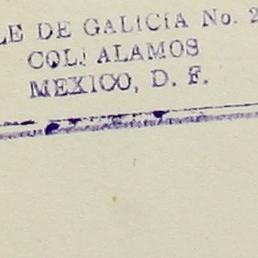 LE DE GALICIA No. 2
COL. ALAMOS
MEXICO, D. F.